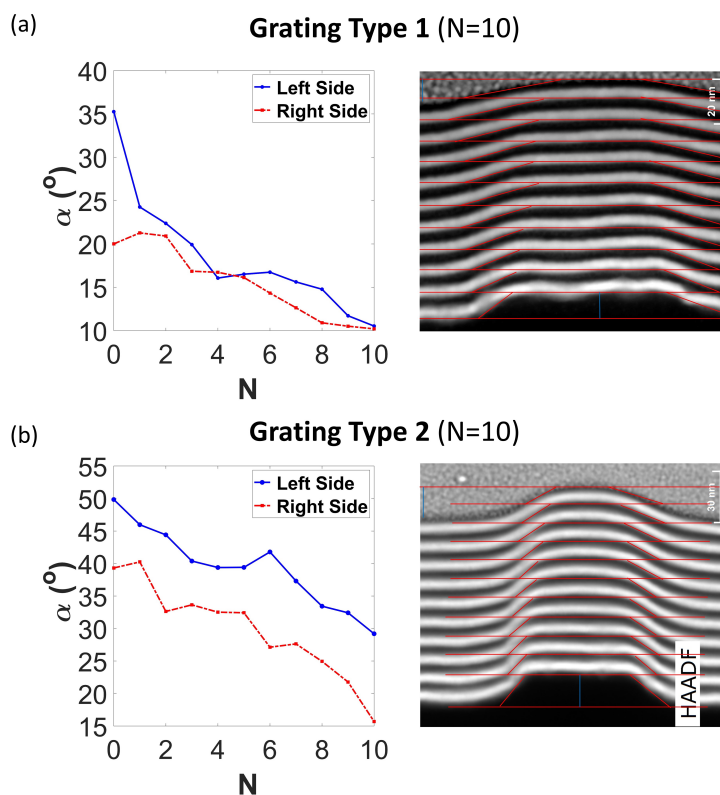 (a)
Grating Type 1 (N=10)
40
35
30
25
20
15
10
α (°)
Left Side
Right Side
0 2 4 6 8 10
N
20 nm
(b)
Grating Type 2 (N=10)
55
50
45
40
35
30
25
20
15
α (°)
Left Side
Right Side
0 2 4 6 8 10
N
30 nm
HAADF